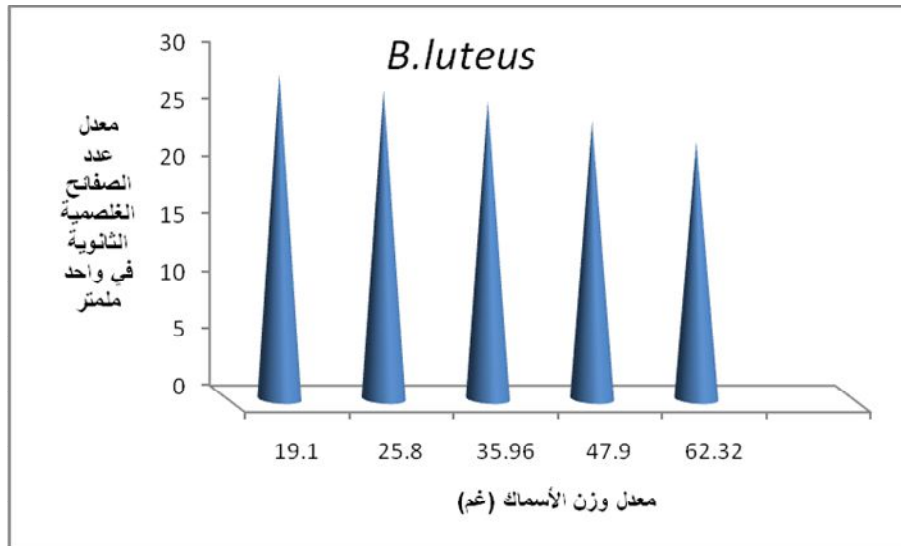 B.luteus
معدل
عدد
الصفائح
الغلصمية
الثانوية
في واحد
ملمتر
30
25
20
15
10
5
0
19.1 25.8 35.96 47.9 62.32
معدل وزن الأسماك (غم)